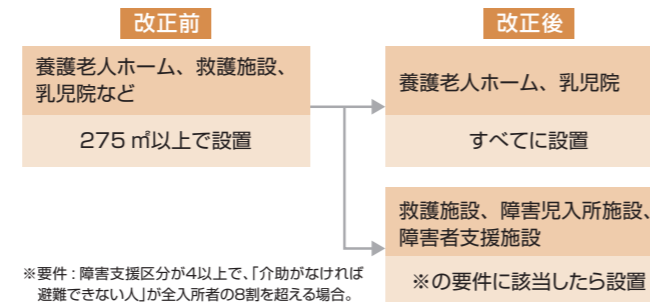 改正前
養護老人ホーム、救護施設、
乳児院など
275㎡以上で設置
改正後
養護老人ホーム、乳児院
すべてに設置
救護施設、障害児入所施設、
障害者支援施設
※の要件に該当したら設置
※要件：障害支援区分が4以上で、「介助がなければ
避難できない人」が全入所者の8割を超える場合。